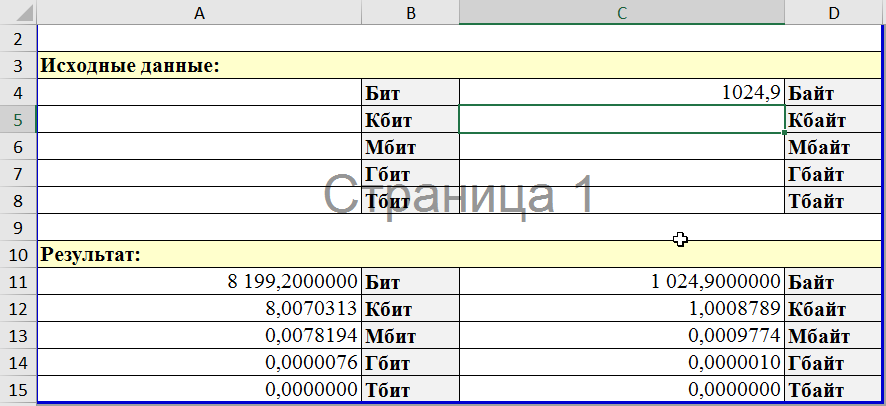 A B C D
2
3 Исходные данные:
4 Бит 1024,9 Байт
5 Кбит Кбайт
6 Мбит Мбайт
7 Гбит Гбайт
Страница 1
8 Тбит Тбайт
9
10 Результат:
11 8 199,2000000 Бит 1 024,9000000 Байт
12 8,0070313 Кбит 1,0008789 Кбайт
13 0,0078194 Мбит 0,0009774 Мбайт
14 0,0000076 Гбит 0,0000010 Гбайт
15 0,0000000 Тбит 0,0000000 Тбайт